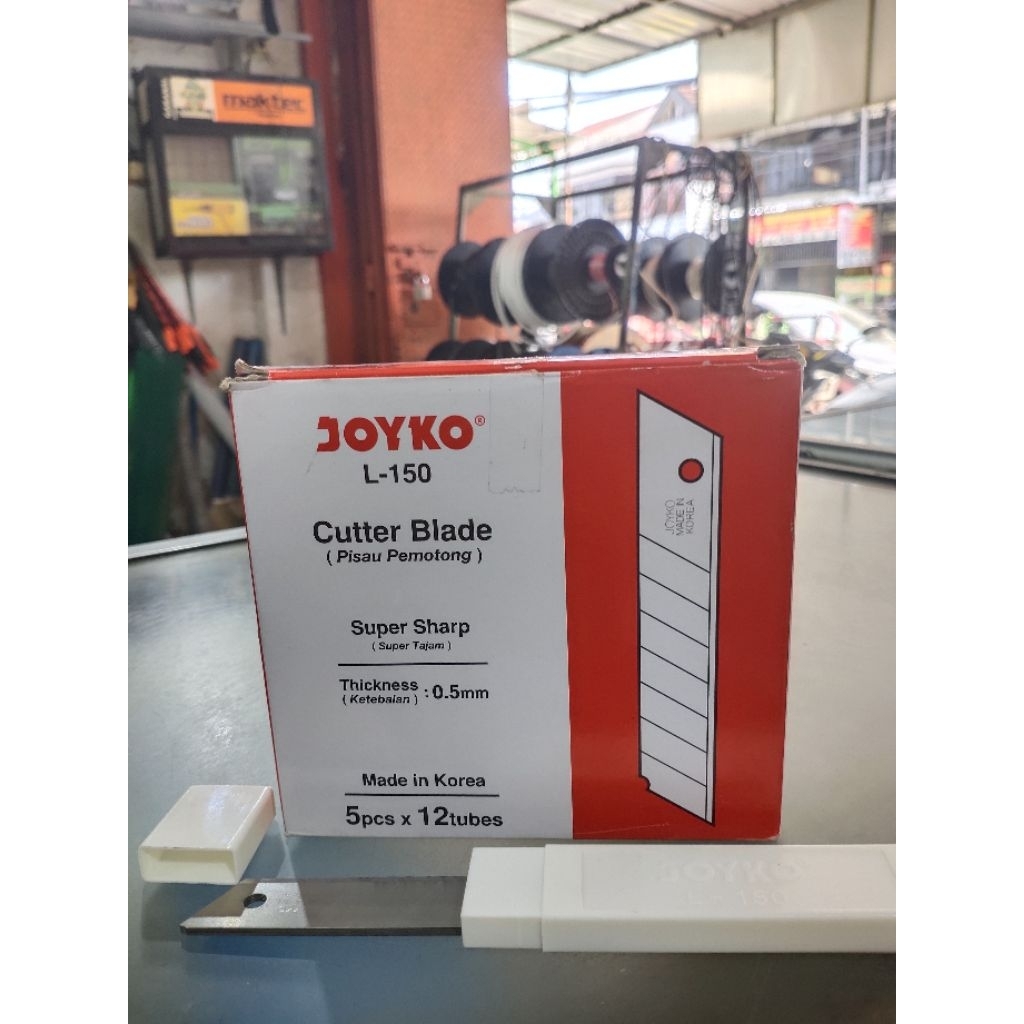 maktec
JOYKO®
L-150
Cutter Blade
( Pisau Pemotong )
Super Sharp
( Super Tajam )
Thickness : 0.5mm
( Ketebalan )
Made in Korea
5pcs x 12tubes
JOYKO
MADE IN
KOREA
JOYKO
L-150